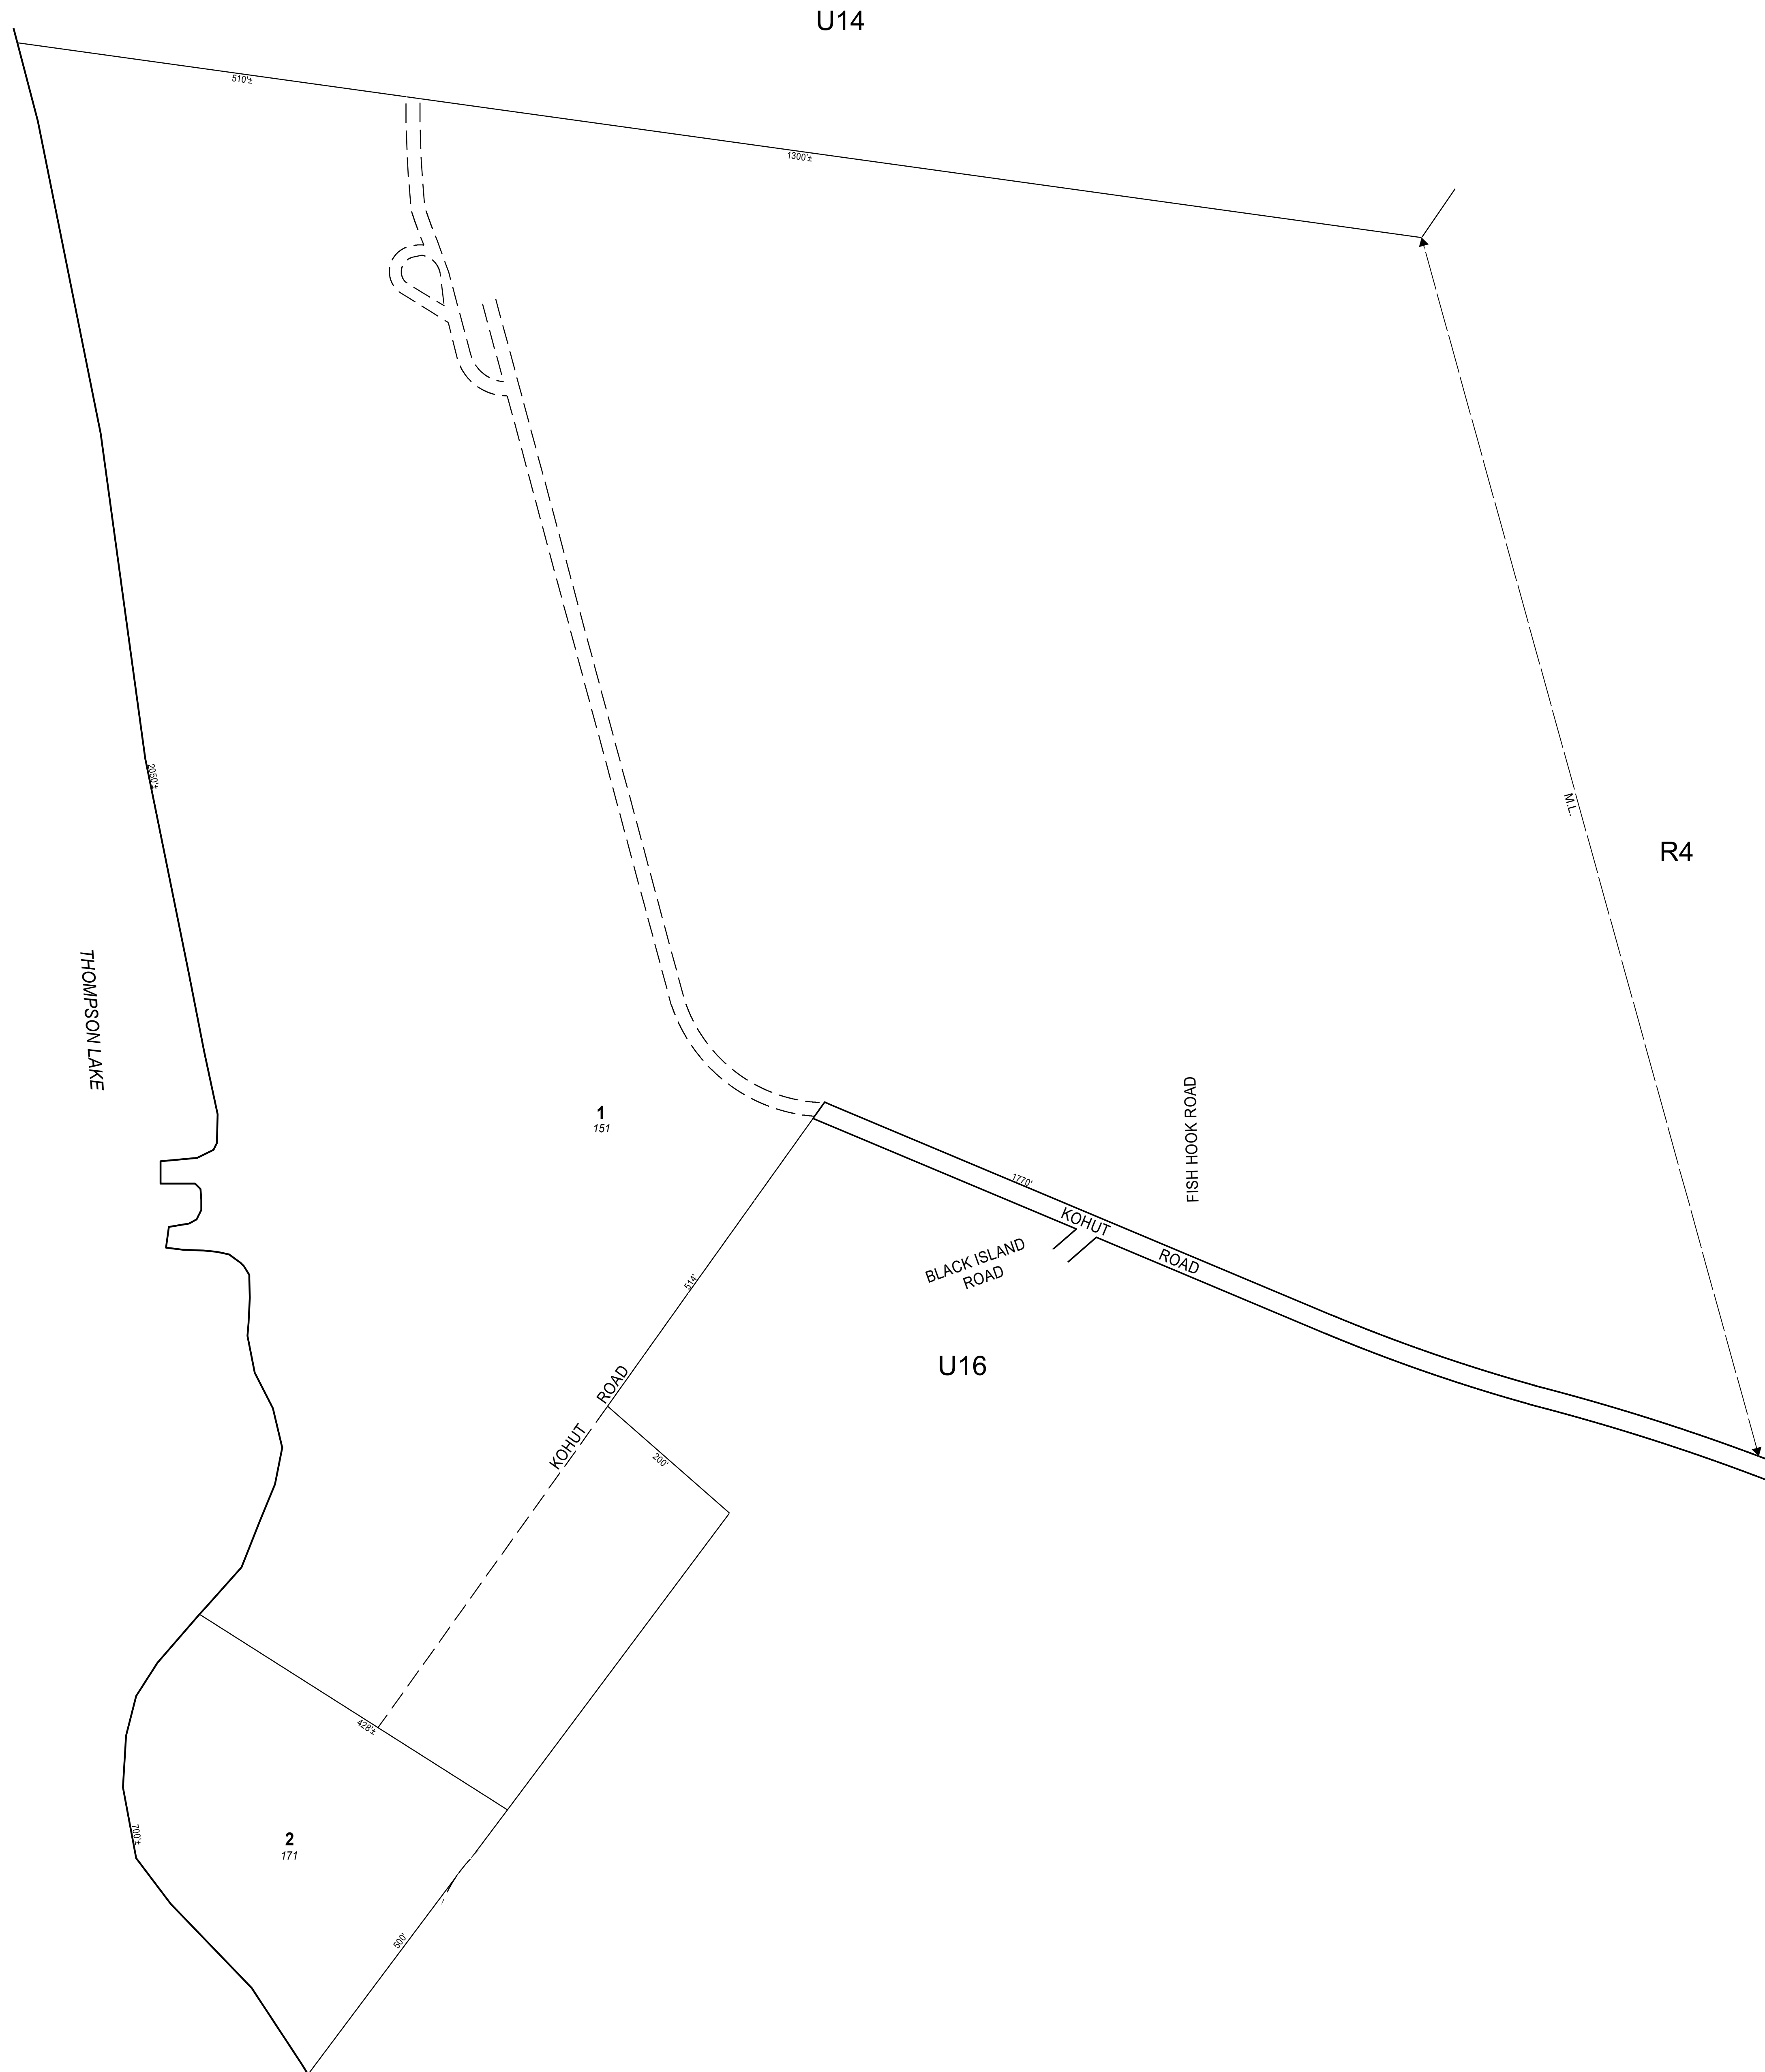 U14
510'±
1300'±
2050'±
M.L.
R4
THOMPSON LAKE
1
151
FISH HOOK ROAD
1770'
KOHUT
ROAD
BLACK ISLAND
ROAD
514'
U16
KOHUT ROAD
200'
428'±
700'±
2
171
500'